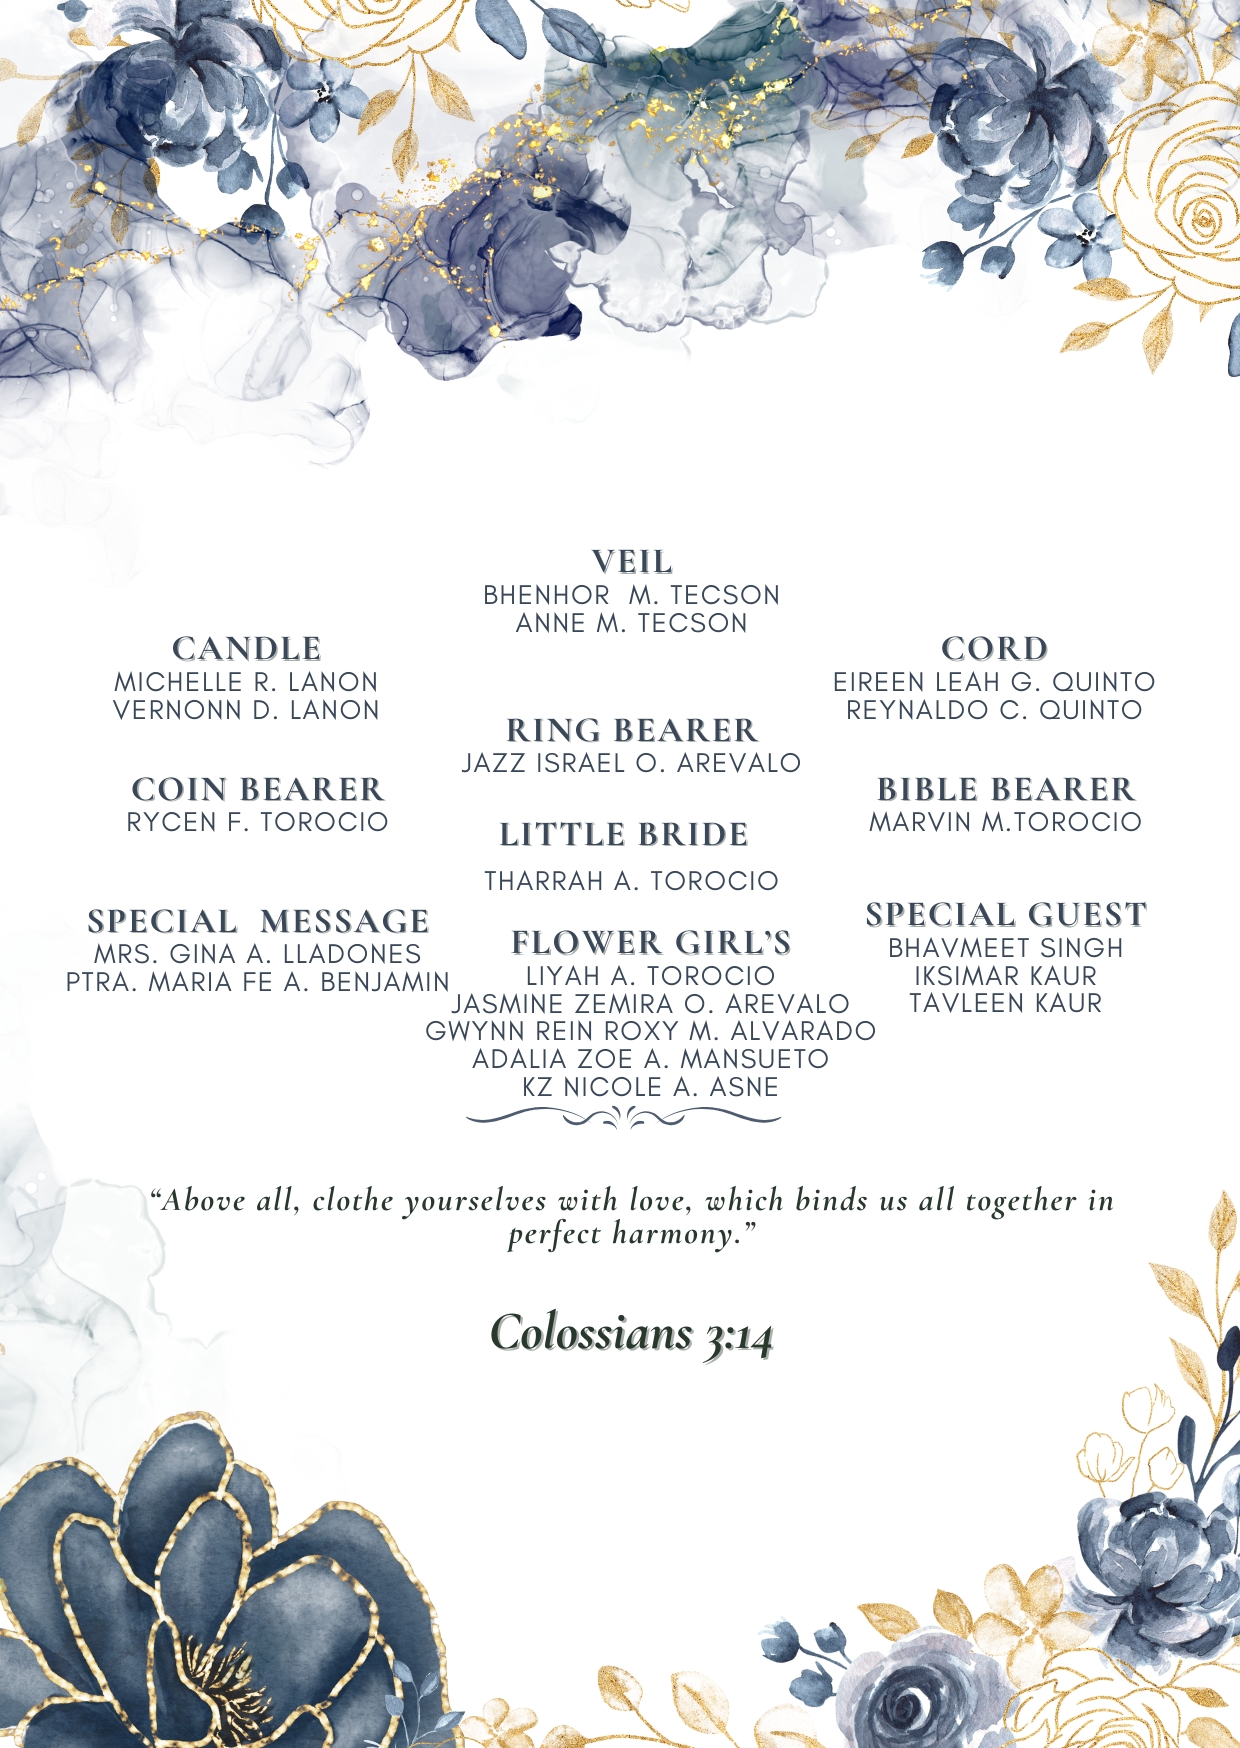 VEIL
BHENHOR M. TECSON
ANNE M. TECSON
CANDLE
MICHELLE R. LANON
VERNONN D. LANON
CORD
EIREEN LEAH G. QUINTO
REYNALDO C. QUINTO
RING BEARER
JAZZ ISRAEL O. AREVALO
COIN BEARER
RYCEN F. TOROCIO
BIBLE BEARER
MARVIN M.TOROCIO
LITTLE BRIDE
THARRAH A. TOROCIO
SPECIAL MESSAGE
MRS. GINA A. LLADONES
PTRA. MARIA FE A. BENJAMIN
FLOWER GIRL’S
LIYAH A. TOROCIO
JASMINE ZEMIRA O. AREVALO
GWYNN REIN ROXY M. ALVARADO
ADALIA ZOE A. MANSUETO
KZ NICOLE A. ASNE
SPECIAL GUEST
BHAVMEET SINGH
IKSIMAR KAUR
TAVLEEN KAUR
“Above all, clothe yourselves with love, which binds us all together in
perfect harmony.”
Colossians 3:14